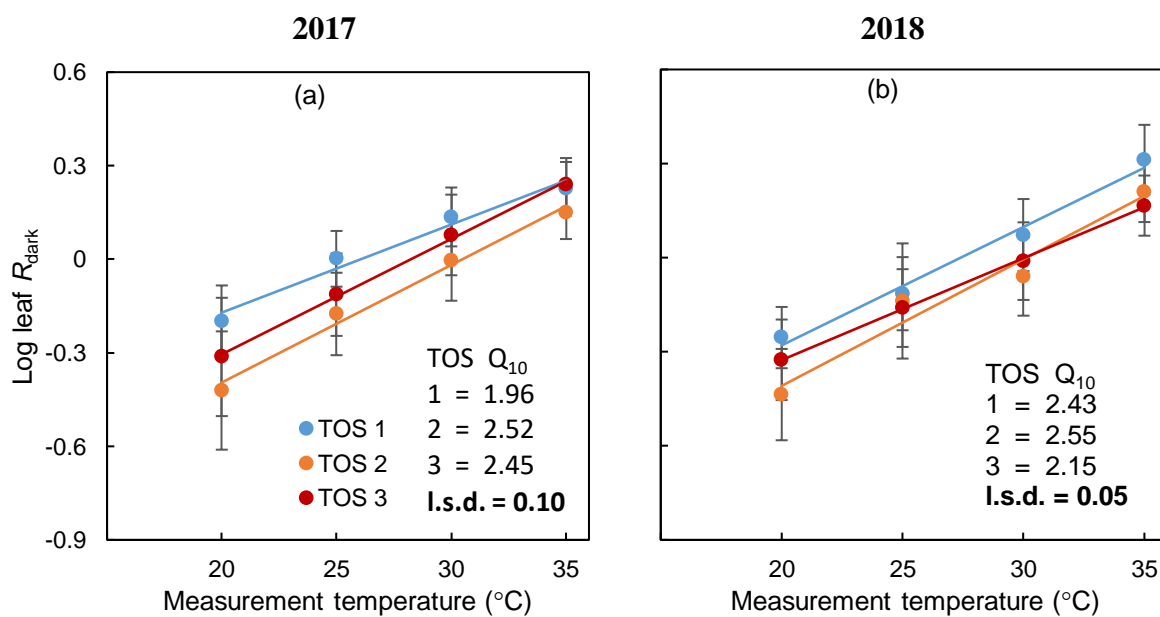 2017
2018
Log leaf R_dark
0.6
0.3
0
-0.3
-0.6
-0.9
(a)
TOS 1
TOS 2
TOS 3
TOS Q10
1 = 1.96
2 = 2.52
3 = 2.45
l.s.d. = 0.10
20 25 30 35
Measurement temperature (°C)
(b)
TOS Q10
1 = 2.43
2 = 2.55
3 = 2.15
l.s.d. = 0.05
20 25 30 35
Measurement temperature (°C)